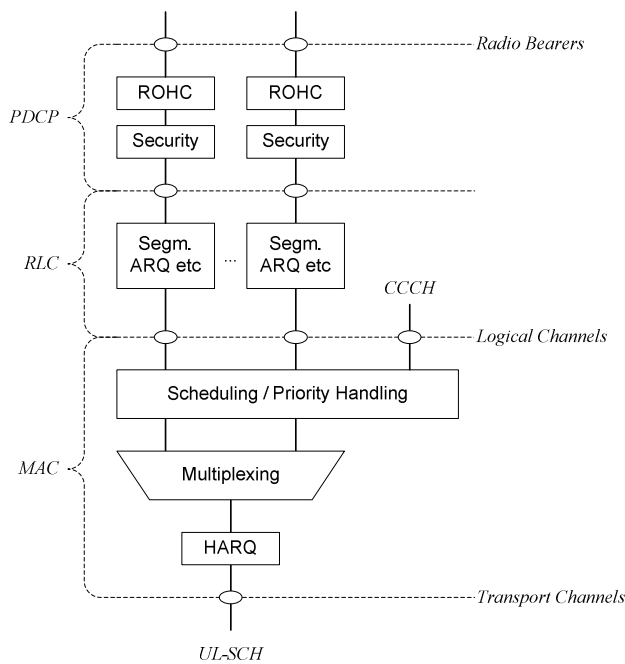 Radio Bearers
ROHC
ROHC
PDCP
Security
Security
Segm.
ARQ etc
...
Segm.
ARQ etc
RLC
CCCH
Logical Channels
Scheduling / Priority Handling
MAC
Multiplexing
HARQ
Transport Channels
UL-SCH